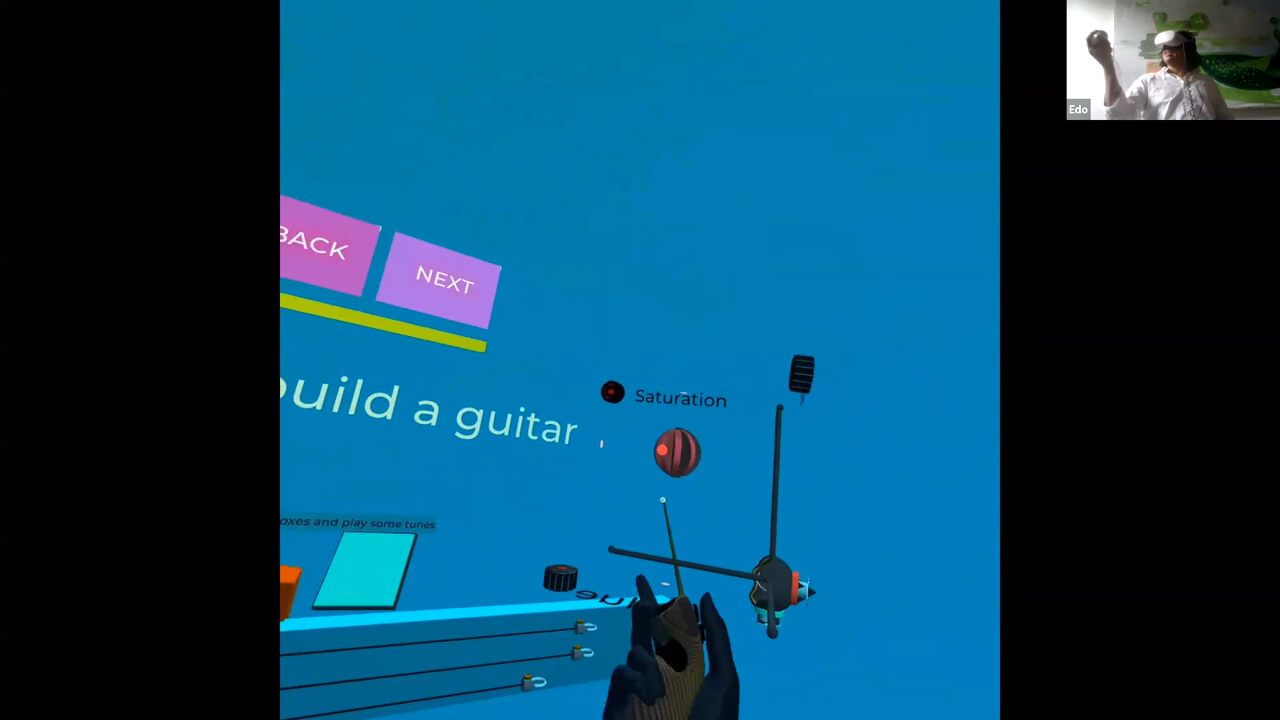 Edo
BACK
NEXT
build a guitar
Saturation
oxes and play some tunes